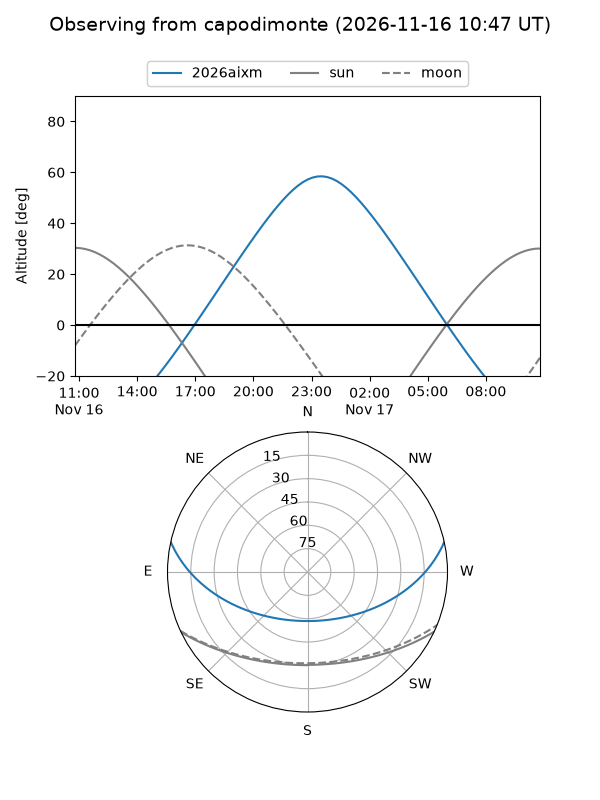 Observing from capodimonte (2026-11-16 10:47 UT)
2026aixm sun moon
Altitude [deg]
80
60
40
20
0
−20
11:00 14:00 17:00 20:00 23:00 02:00 05:00 08:00
Nov 16 Nov 17
N
NE NW
15
30
45
60
75
E W
SE SW
S